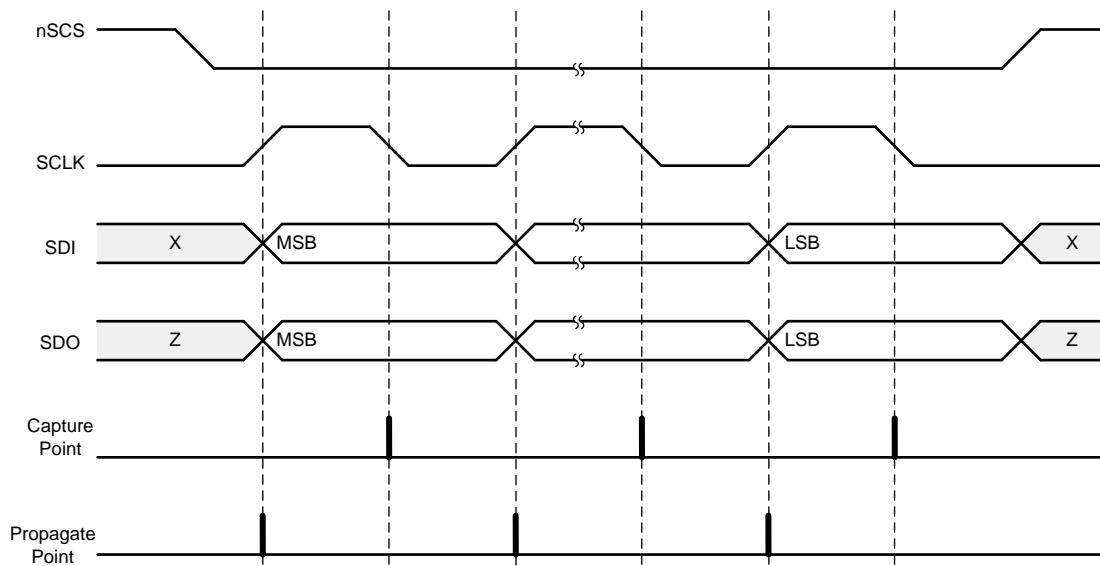 nSCS
SCLK
SDI
X
MSB
LSB
X
SDO
Z
MSB
LSB
Z
Capture
Point
Propagate
Point